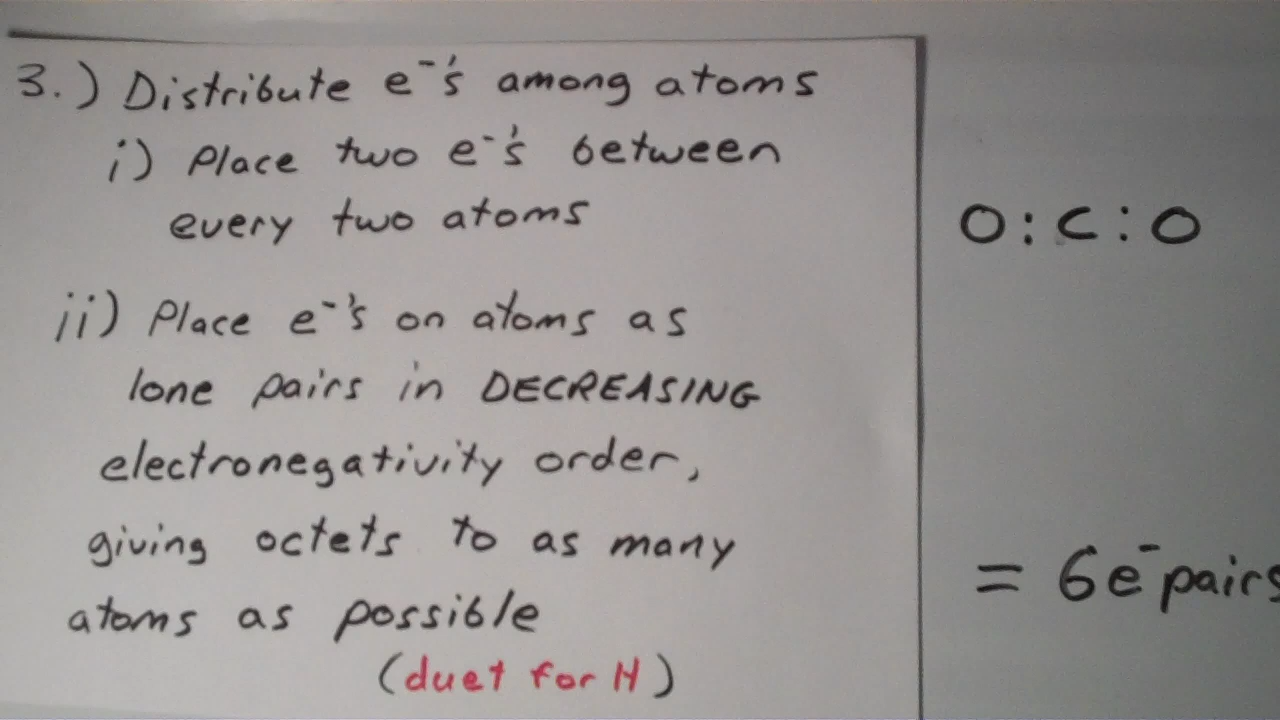 3.) Distribute e⁻'s among atoms
i) Place two e⁻'s between
every two atoms
ii) Place e⁻'s on atoms as
lone pairs in DECREASING
electronegativity order,
giving octets to as many
atoms as possible
(duet for H)
O:C:O
= 6e⁻ pairs